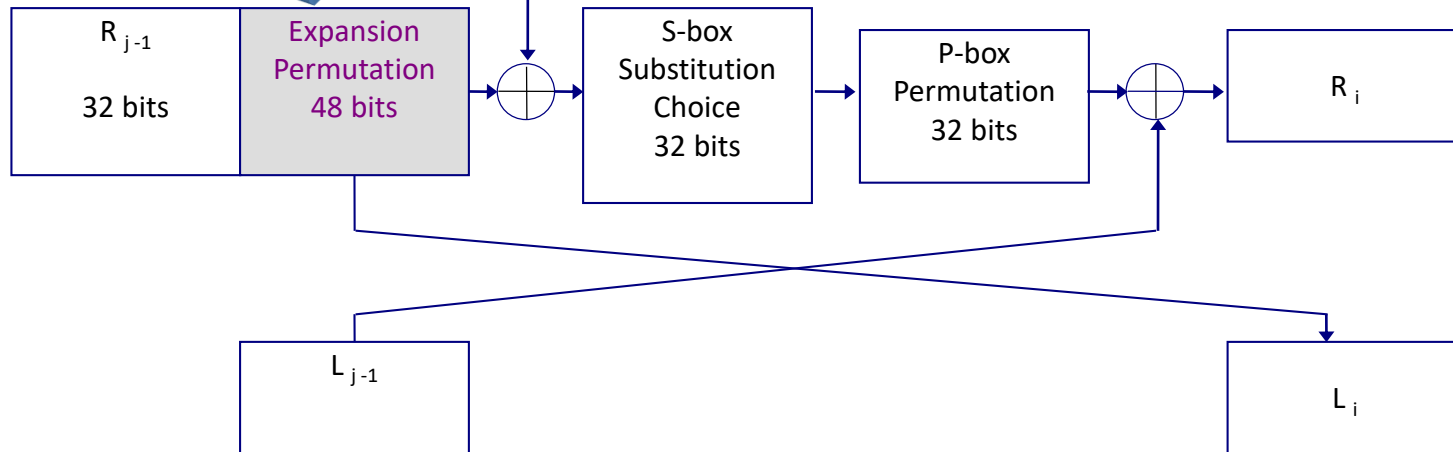 R j-1
32 bits
Expansion
Permutation
48 bits
S-box
Substitution
Choice
32 bits
P-box
Permutation
32 bits
R i
L j-1
L i